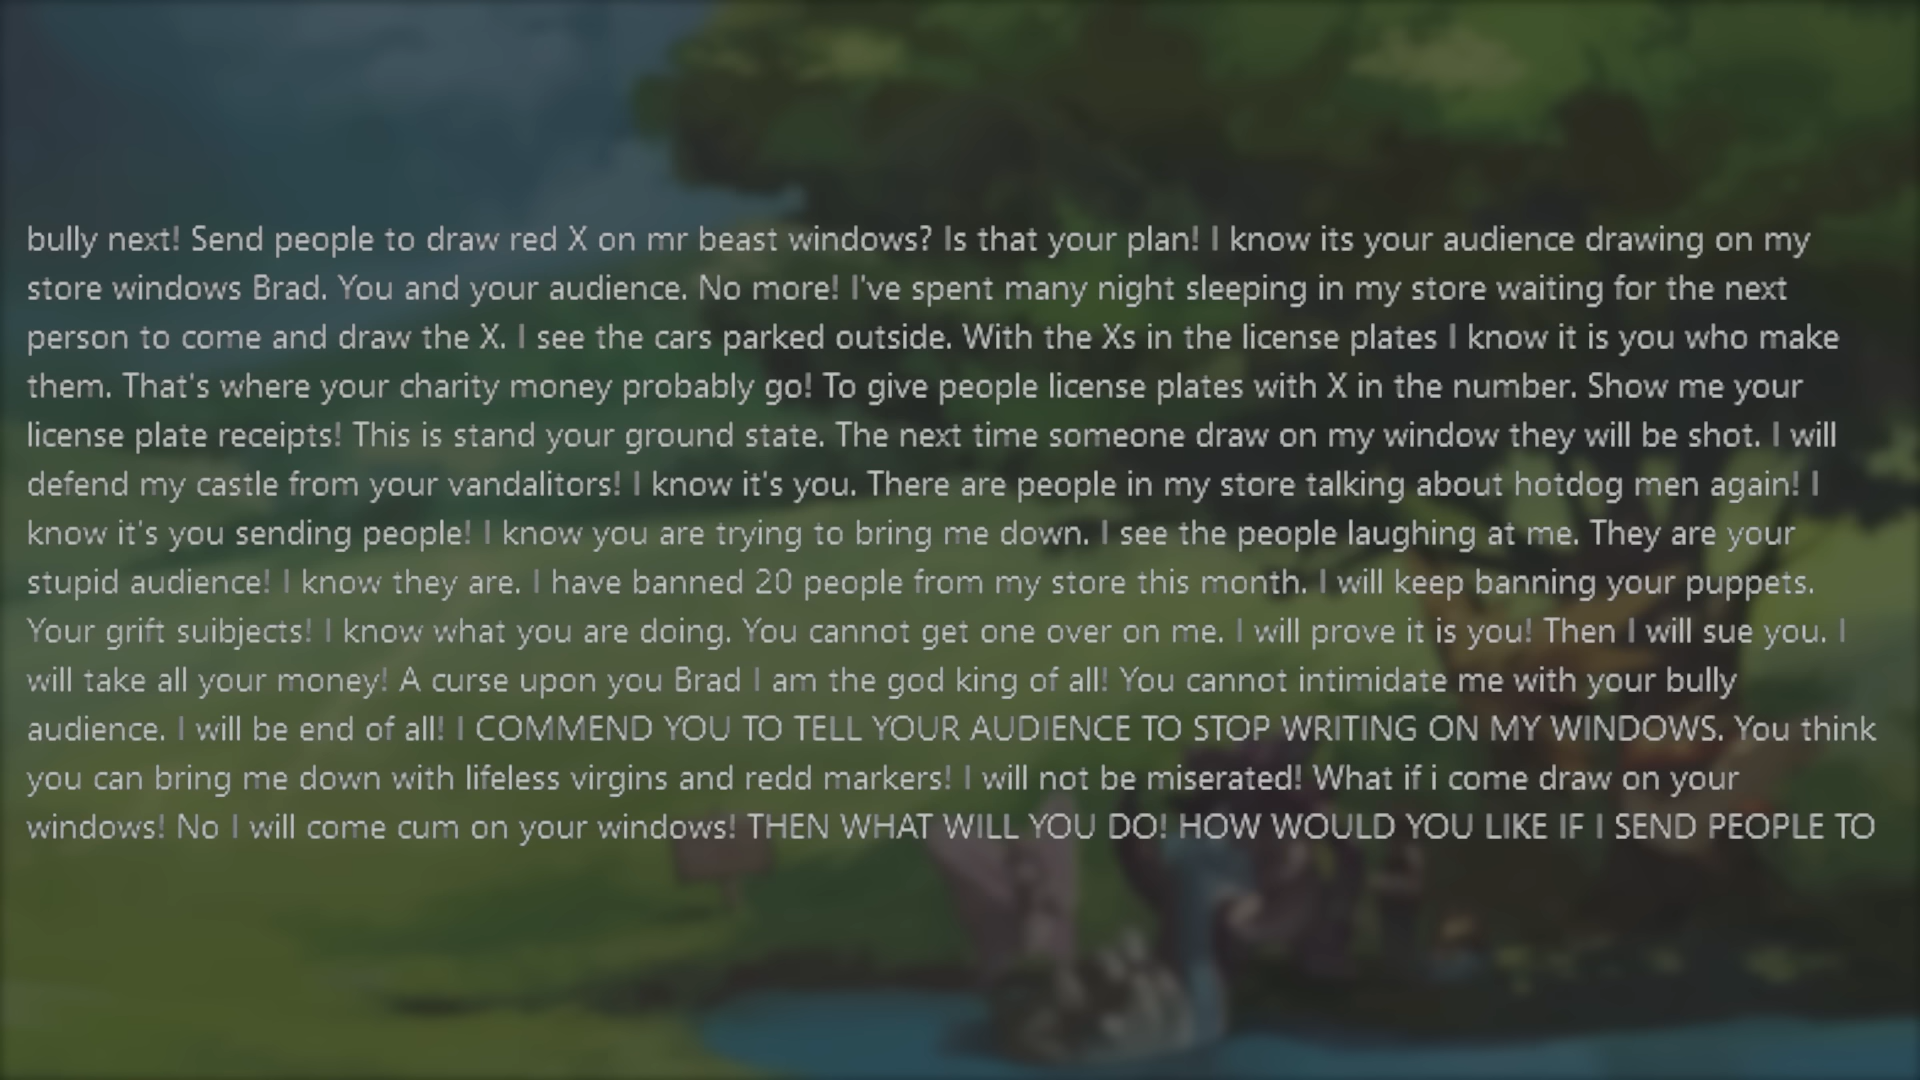 bully next! Send people to draw red X on mr beast windows? Is that your plan! I know its your audience drawing on my
store windows Brad. You and your audience. No more! I've spent many night sleeping in my store waiting for the next
person to come and draw the X. I see the cars parked outside. With the Xs in the license plates I know it is you who make
them. That's where your charity money probably go! To give people license plates with X in the number. Show me your
license plate receipts! This is stand your ground state. The next time someone draw on my window they will be shot. I will
defend my castle from your vandalitors! I know it's you. There are people in my store talking about hotdog men again! I
know it's you sending people! I know you are trying to bring me down. I see the people laughing at me. They are your
stupid audience! I know they are. I have banned 20 people from my store this month. I will keep banning your puppets.
Your grift suibjects! I know what you are doing. You cannot get one over on me. I will prove it is you! Then I will sue you. I
will take all your money! A curse upon you Brad I am the god king of all! You cannot intimidate me with your bully
audience. I will be end of all! I COMMEND YOU TO TELL YOUR AUDIENCE TO STOP WRITING ON MY WINDOWS. You think
you can bring me down with lifeless virgins and redd markers! I will not be miserated! What if i come draw on your
windows! No I will come cum on your windows! THEN WHAT WILL YOU DO! HOW WOULD YOU LIKE IF I SEND PEOPLE TO